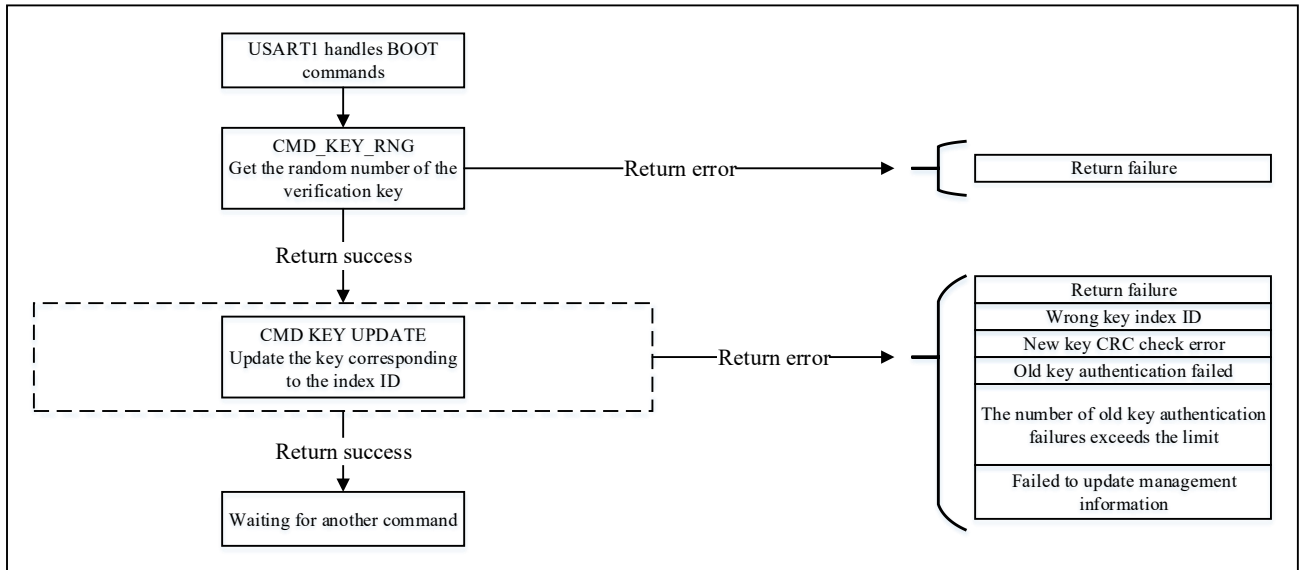 USART1 handles BOOT
commands
CMD_KEY_RNG
Get the random number of the
verification key
Return error
Return failure
Return success
CMD KEY UPDATE
Update the key corresponding
to the index ID
Return error
Return failure
Wrong key index ID
New key CRC check error
Old key authentication failed
The number of old key authentication
failures exceeds the limit
Failed to update management
information
Return success
Waiting for another command